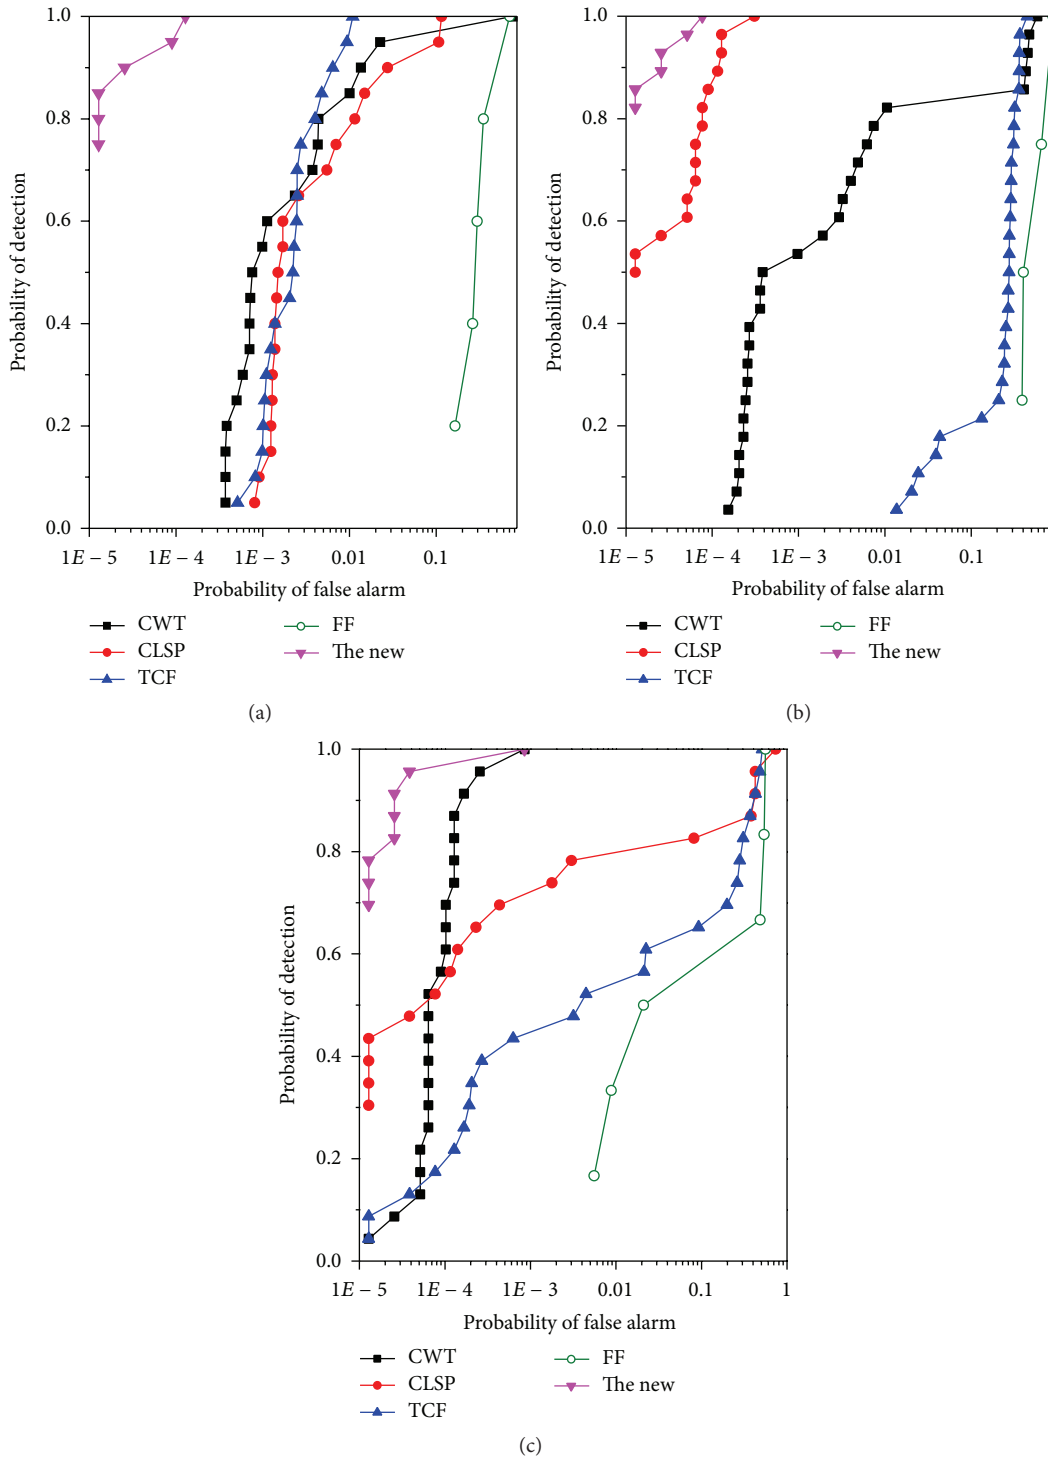 1.0
0.8
0.6
0.4
0.2
0.0
Probability of detection
1E − 5
1E − 4
1E − 3
0.01
0.1
Probability of false alarm
CWT
CLSP
TCF
FF
The new
(a)
1.0
0.8
0.6
0.4
0.2
0.0
Probability of detection
1E − 5
1E − 4
1E − 3
0.01
0.1
Probability of false alarm
CWT
CLSP
TCF
FF
The new
(b)
1.0
0.8
0.6
0.4
0.2
0.0
Probability of detection
1E − 5
1E − 4
1E − 3
0.01
0.1
1
Probability of false alarm
CWT
CLSP
TCF
FF
The new
(c)